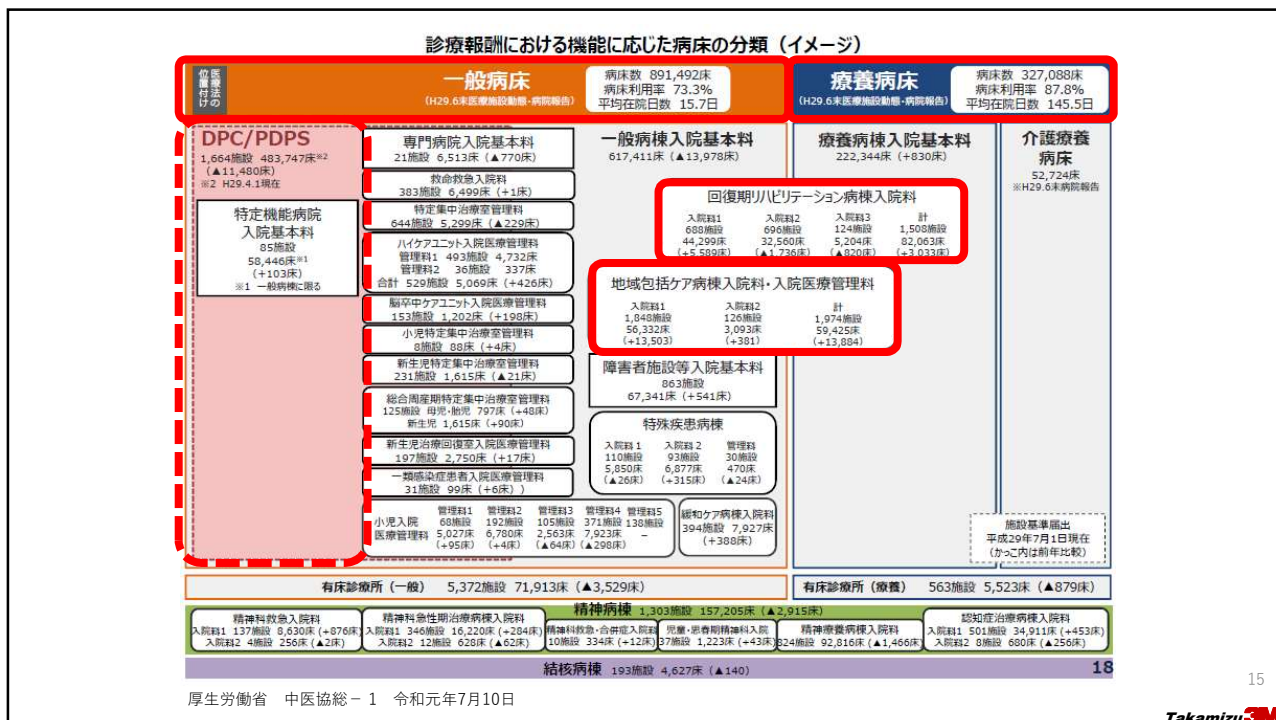 診療報酬における機能に応じた病床の分類（イメージ）
医療法の
位置付け
一般病床
（H29.6末医療施設動態・病院報告）
病床数 891,492床
病床利用率 73.3%
平均在院日数 15.7日
療養病床
（H29.6末医療施設動態・病院報告）
病床数 327,088床
病床利用率 87.8%
平均在院日数 145.5日
DPC/PDPS
1,664施設 483,747床※2
（▲11,480床）
※2 H29.4.1現在
特定機能病院
入院基本料
85施設
58,446床※1
（+103床）
※1 一般病棟に限る
専門病院入院基本料
21施設 6,513床（▲770床）
救命救急入院料
383施設 6,499床（+1床）
特定集中治療室管理料
644施設 5,299床（▲229床）
ハイケアユニット入院医療管理料
管理料1 493施設 4,732床
管理料2 36施設 337床
合計 529施設 5,069床（+426床）
脳卒中ケアユニット入院医療管理料
153施設 1,202床（+198床）
小児特定集中治療室管理料
8施設 88床（+4床）
新生児特定集中治療室管理料
231施設 1,615床（▲21床）
総合周産期特定集中治療室管理料
125施設 母児・胎児 797床（+48床）
新生児 1,615床（+90床）
新生児治療回復室入院医療管理料
197施設 2,750床（+17床）
一類感染症患者入院医療管理料
31施設 99床（+6床）)
小児入院
医療管理料
管理料1 管理料2 管理料3 管理料4 管理料5
68施設 192施設 105施設 371施設 138施設
5,027床 6,780床 2,563床 7,923床 −
（+95床）（+4床）（▲64床）（▲298床）
一般病棟入院基本料
617,411床（▲13,978床）
療養病棟入院基本料
222,344床（+830床）
介護療養
病床
52,724床
※H29.6末病院報告
回復期リハビリテーション病棟入院料
入院料1 入院料2 入院料3 計
688施設 696施設 124施設 1,508施設
44,299床 32,560床 5,204床 82,063床
（+5,589床）（▲1,736床）（▲820床）（+3,033床）
地域包括ケア病棟入院料・入院医療管理料
入院料1 入院料2 計
1,848施設 126施設 1,974施設
56,332床 3,093床 59,425床
（+13,503）（+381）（+13,884）
障害者施設等入院基本料
863施設
67,341床（+541床）
特殊疾患病棟
入院料1 入院料2 管理料
110施設 93施設 30施設
5,850床 6,877床 470床
（▲26床）（+315床）（▲24床）
緩和ケア病棟入院料
394施設 7,927床
（+388床）
施設基準届出
平成29年7月1日現在
（かっこ内は前年比較）
有床診療所（一般） 5,372施設 71,913床（▲3,529床）
有床診療所（療養） 563施設 5,523床（▲879床）
精神病棟 1,303施設 157,205床（▲2,915床）
精神科救急入院料
入院料1 137施設 8,630床（+876床）
入院料2 4施設 256床（▲2床）
精神科急性期治療病棟入院料
入院料1 346施設 16,220床（+284床）
入院料2 12施設 628床（▲62床）
精神科救急・合併症入院料
10施設 334床（+12床）
児童・思春期精神科入院
37施設 1,223床（+43床）
精神療養病棟入院料
824施設 92,816床（▲1,466床）
認知症治療病棟入院料
入院料1 501施設 34,911床（+453床）
入院料2 8施設 680床（▲256床）
結核病棟 193施設 4,627床（▲140）
18
厚生労働省 中医協総－１ 令和元年7月10日
15
Takamizu 3M